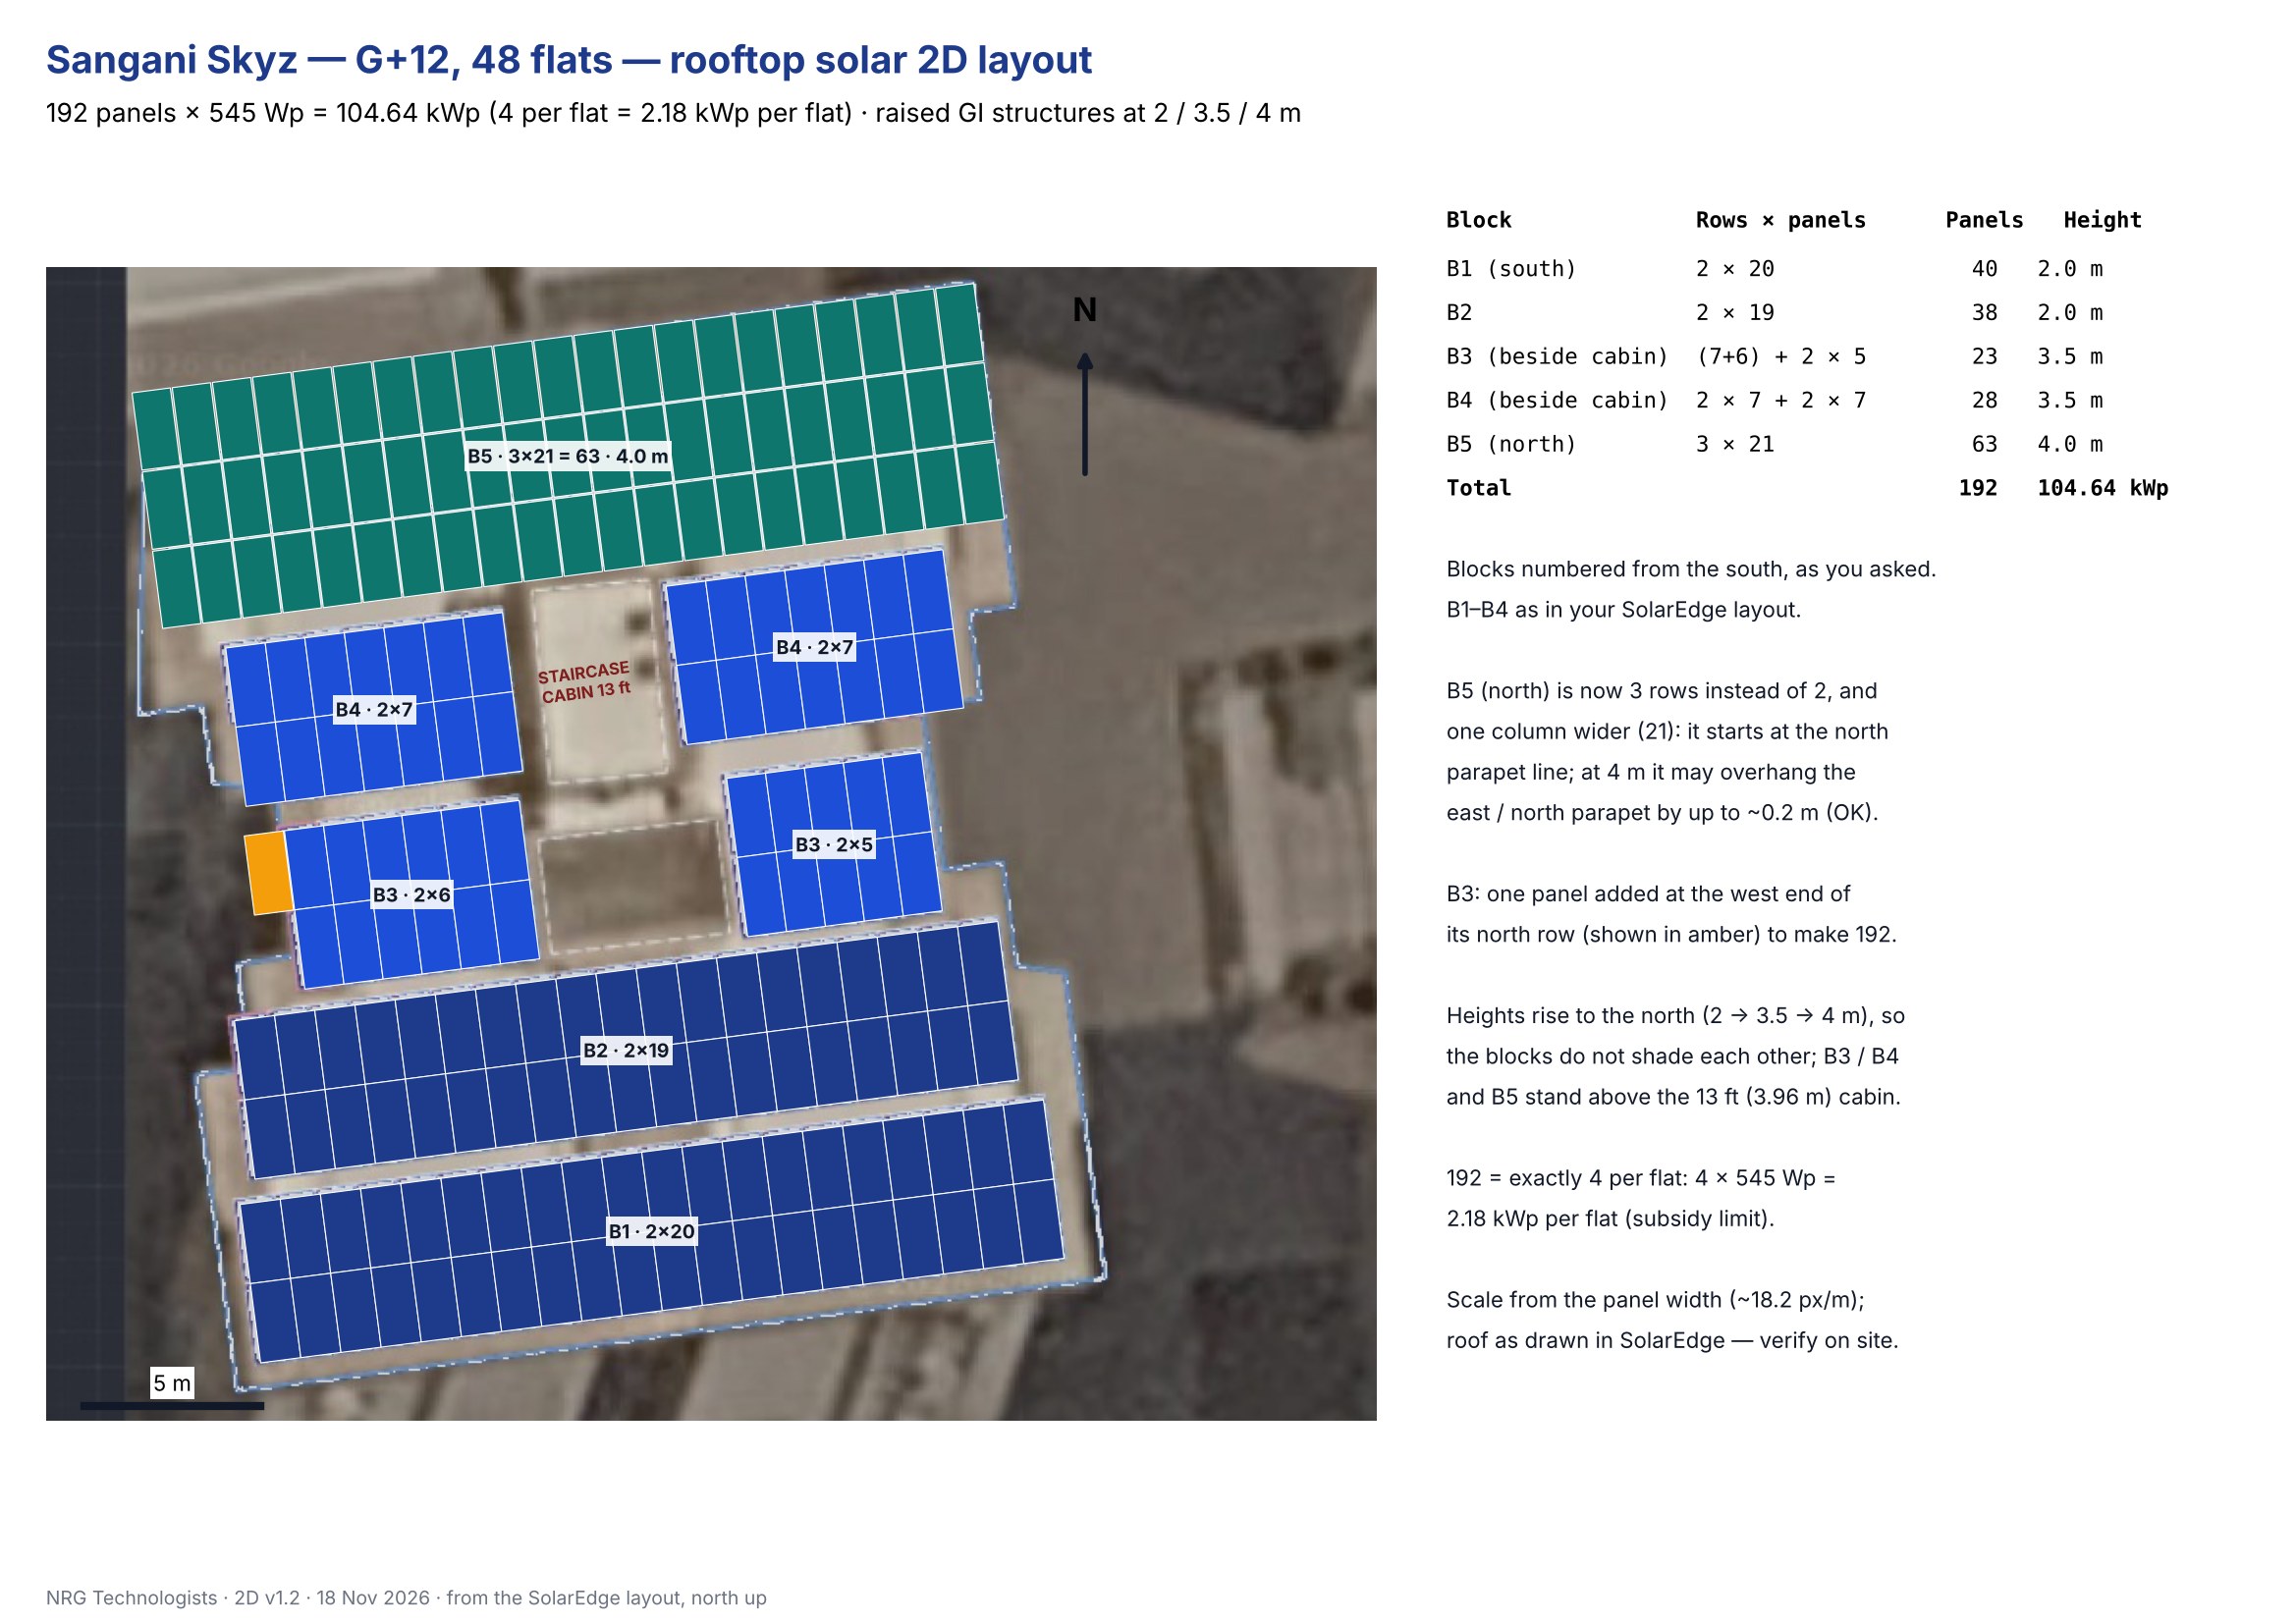 Sangani Skyz — G+12, 48 flats — rooftop solar 2D layout
192 panels × 545 Wp = 104.64 kWp (4 per flat = 2.18 kWp per flat) · raised GI structures at 2 / 3.5 / 4 m
N
B5 · 3×21 = 63 · 4.0 m
B4 · 2×7
STAIRCASE
CABIN 13 ft
B4 · 2×7
B3 · 2×5
B3 · 2×6
B2 · 2×19
B1 · 2×20
5 m
Block Rows × panels Panels Height
B1 (south) 2 × 20 40 2.0 m
B2 2 × 19 38 2.0 m
B3 (beside cabin) (7+6) + 2 × 5 23 3.5 m
B4 (beside cabin) 2 × 7 + 2 × 7 28 3.5 m
B5 (north) 3 × 21 63 4.0 m
Total 192 104.64 kWp
Blocks numbered from the south, as you asked.
B1–B4 as in your SolarEdge layout.
B5 (north) is now 3 rows instead of 2, and
one column wider (21): it starts at the north
parapet line; at 4 m it may overhang the
east / north parapet by up to ~0.2 m (OK).
B3: one panel added at the west end of
its north row (shown in amber) to make 192.
Heights rise to the north (2 → 3.5 → 4 m), so
the blocks do not shade each other; B3 / B4
and B5 stand above the 13 ft (3.96 m) cabin.
192 = exactly 4 per flat: 4 × 545 Wp =
2.18 kWp per flat (subsidy limit).
Scale from the panel width (~18.2 px/m);
roof as drawn in SolarEdge — verify on site.
NRG Technologists · 2D v1.2 · 18 Nov 2026 · from the SolarEdge layout, north up